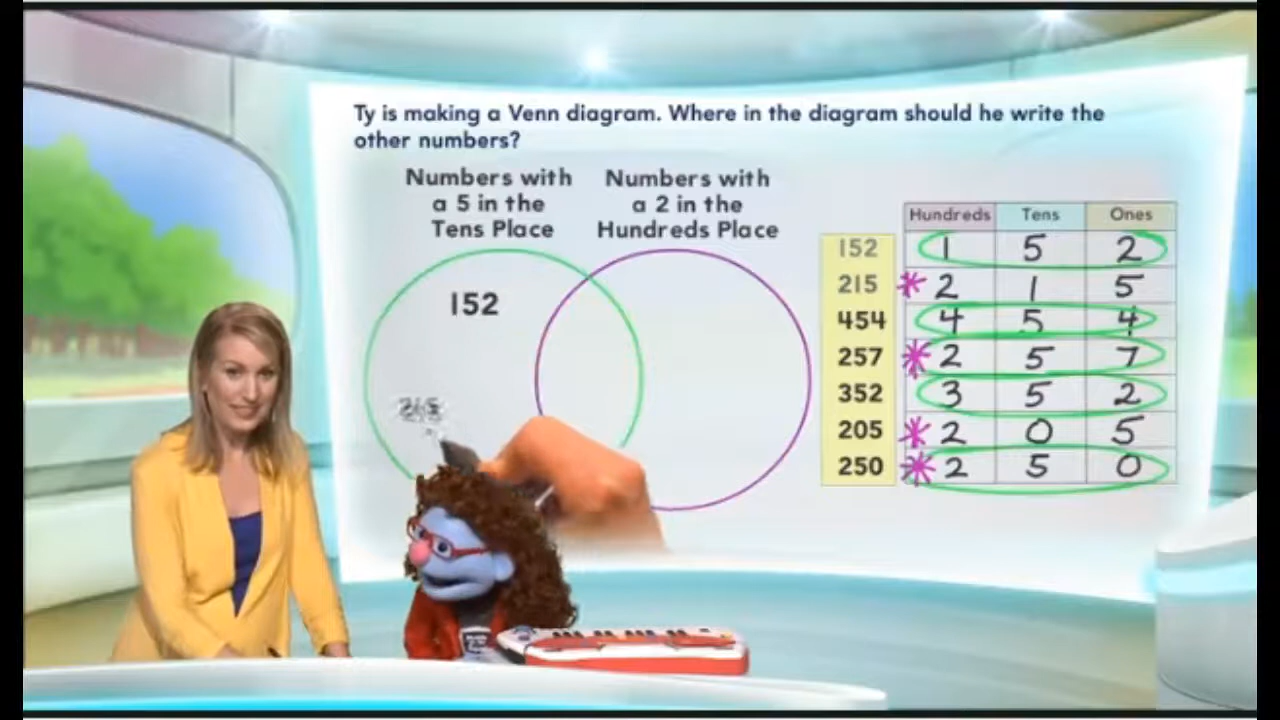 Ty is making a Venn diagram. Where in the diagram should he write the
other numbers?
Numbers with
a 5 in the
Tens Place
Numbers with
a 2 in the
Hundreds Place
152
Hundreds Tens Ones
152 1 5 2
215 * 2 1 5
454 4 5 4
257 * 2 5 7
352 3 5 2
205 * 2 0 5
250 * 2 5 0